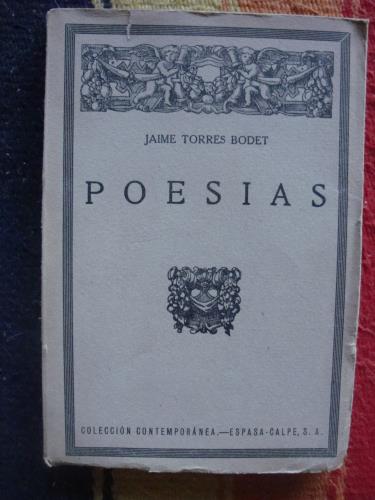 JAIME TORRES BODET
POESIAS
COLECCIÓN CONTEMPORÁNEA.—ESPASA-CALPE, S. A.